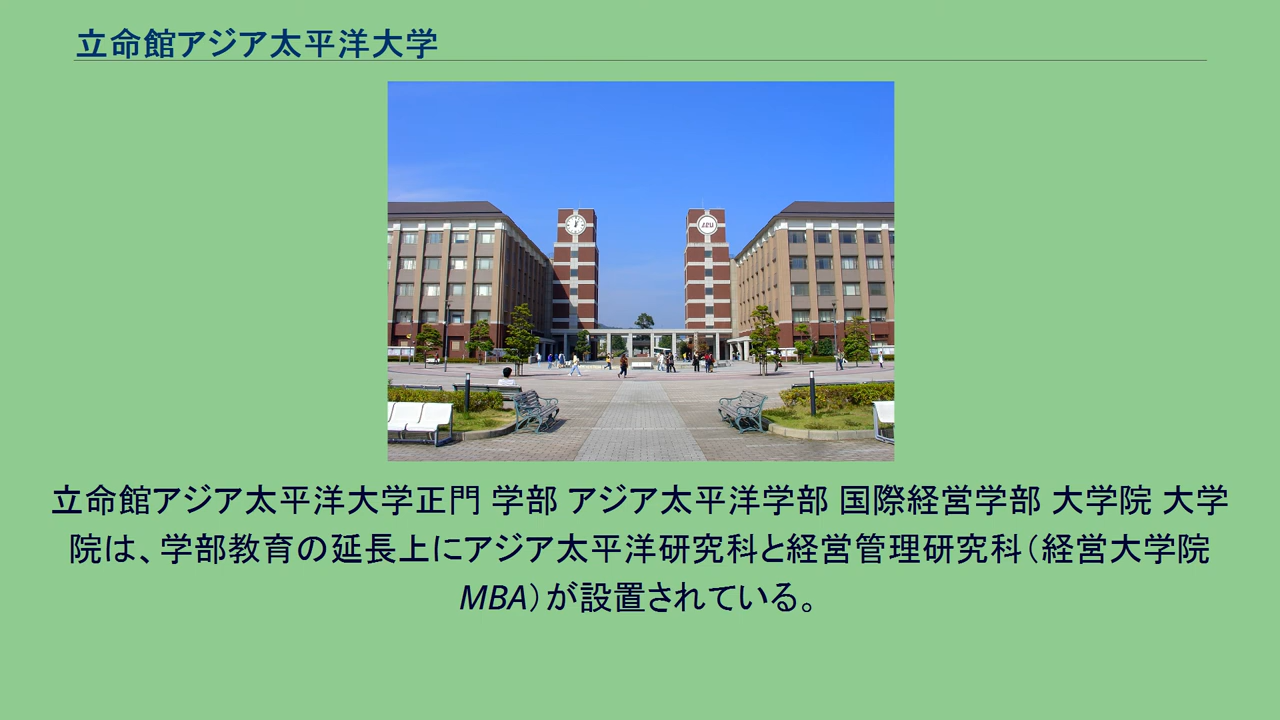 立命館アジア太平洋大学
APU
立命館アジア太平洋大学正門 学部 アジア太平洋学部 国際経営学部 大学院 大学
院は、学部教育の延長上にアジア太平洋研究科と経営管理研究科（経営大学院
MBA）が設置されている。